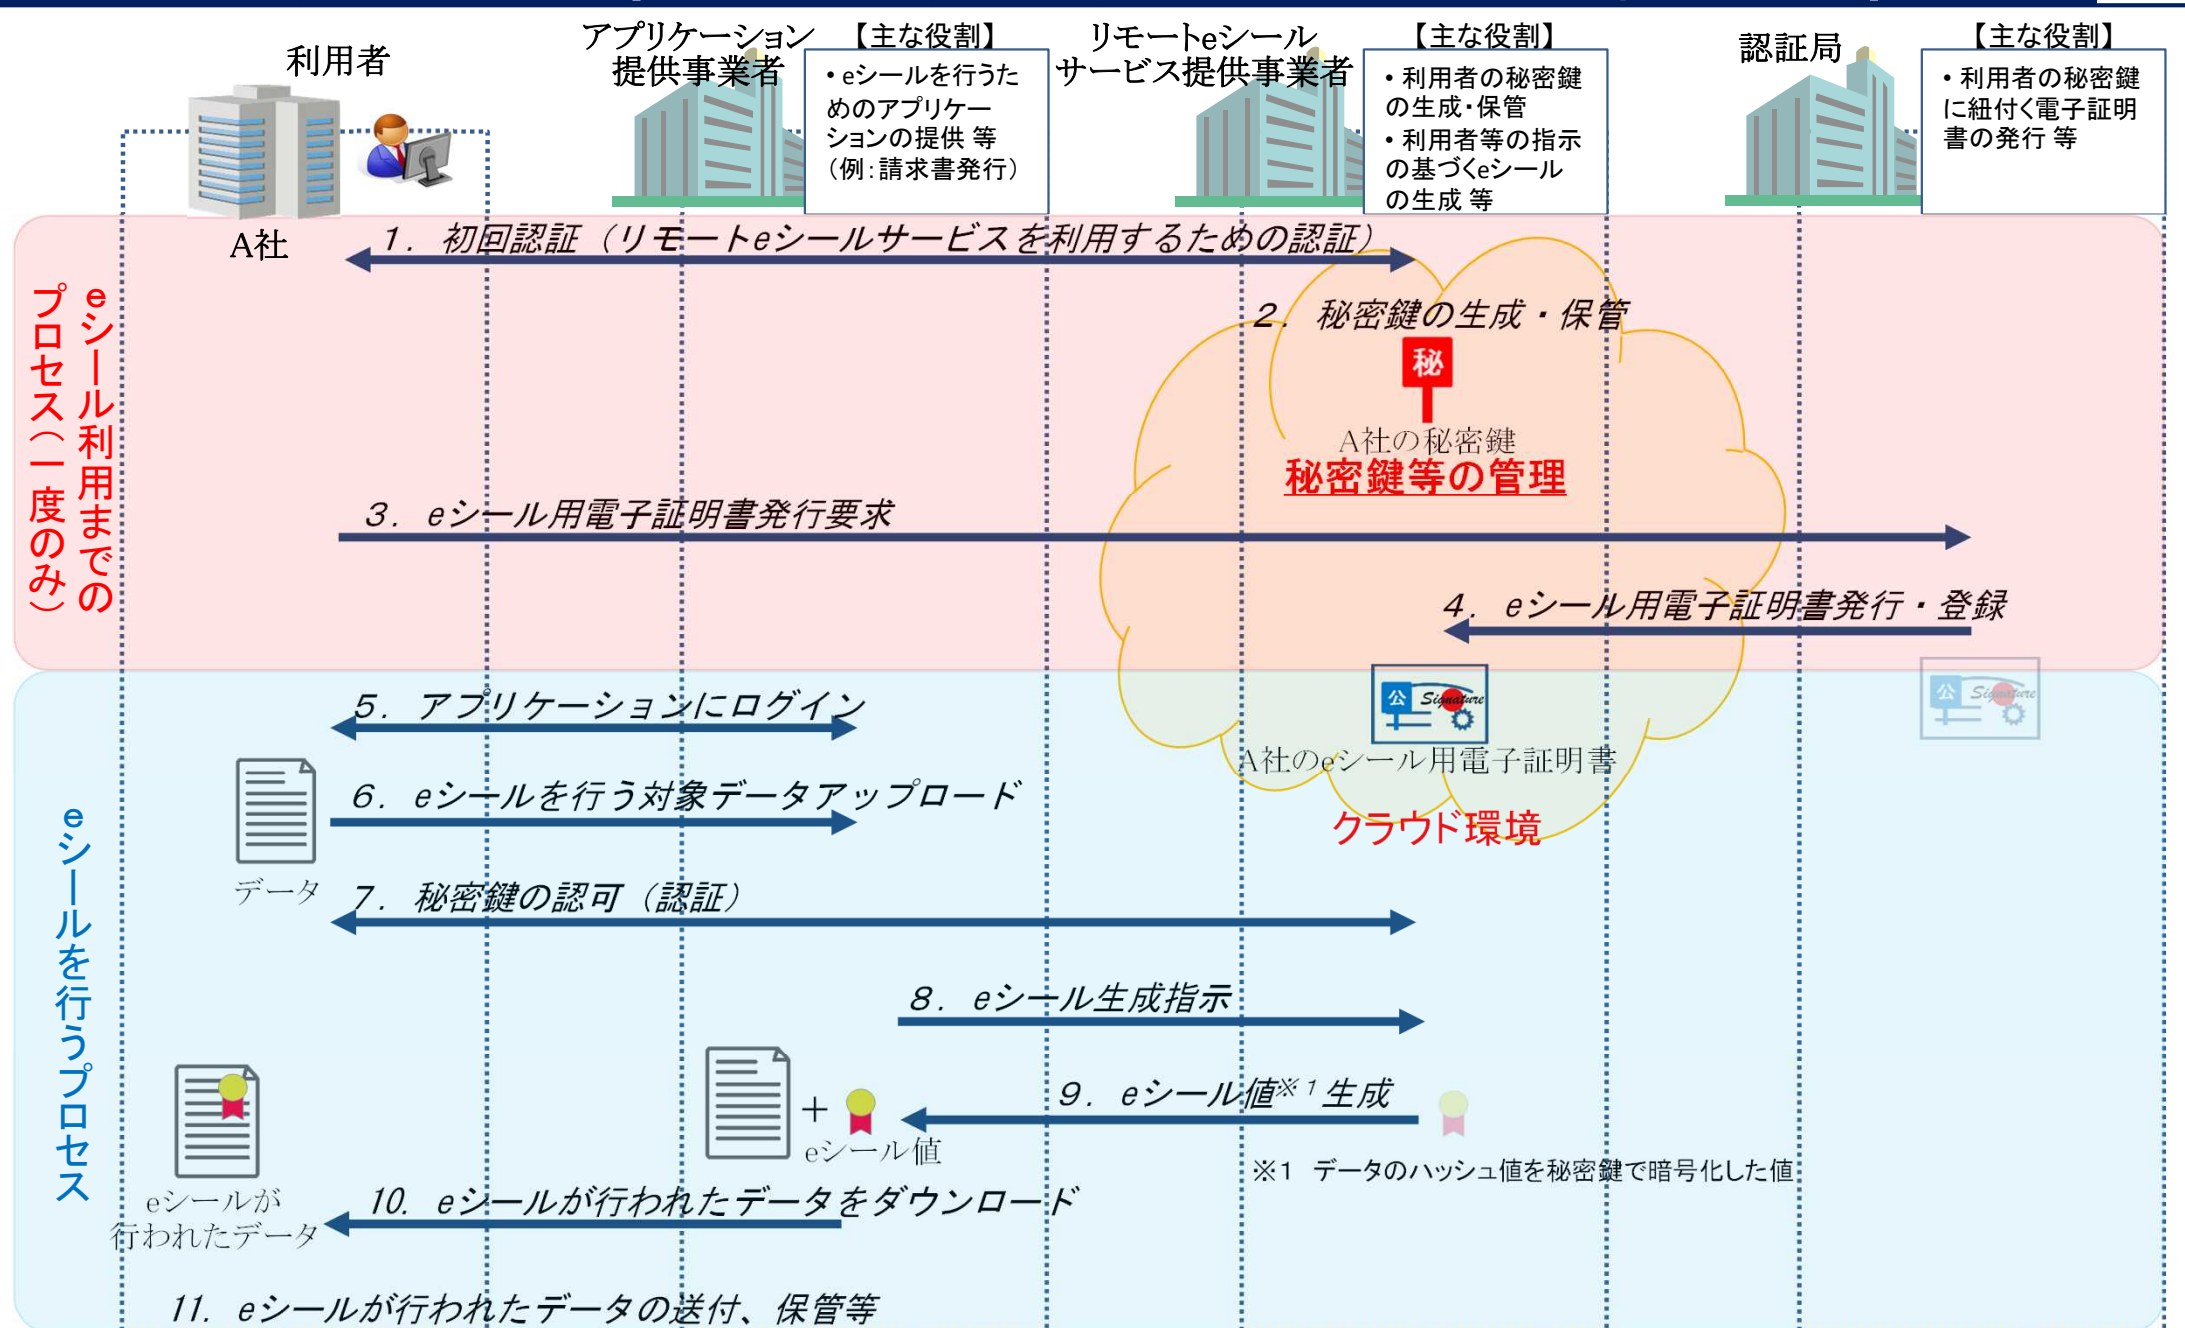 利用者
アプリケーション
提供事業者
【主な役割】
・eシールを行うた
めのアプリケー
ションの提供 等
（例：請求書発行）
リモートeシール
サービス提供事業者
【主な役割】
・利用者の秘密鍵
の生成・保管
・利用者等の指示
の基づくeシール
の生成 等
認証局
【主な役割】
・利用者の秘密鍵
に紐付く電子証明
書の発行 等
A社
eシール利用までの
プロセス（一度のみ）
1. 初回認証（リモートeシールサービスを利用するための認証）
2. 秘密鍵の生成・保管
秘
A社の秘密鍵
秘密鍵等の管理
3. eシール用電子証明書発行要求
4. eシール用電子証明書発行・登録
公 Signature
公 Signature
A社のeシール用電子証明書
クラウド環境
eシールを行うプロセス
5. アプリケーションにログイン
6. eシールを行う対象データアップロード
データ
7. 秘密鍵の認可（認証）
8. eシール生成指示
9. eシール値※1生成
+
eシール値
※1 データのハッシュ値を秘密鍵で暗号化した値
10. eシールが行われたデータをダウンロード
eシールが
行われたデータ
11. eシールが行われたデータの送付、保管等